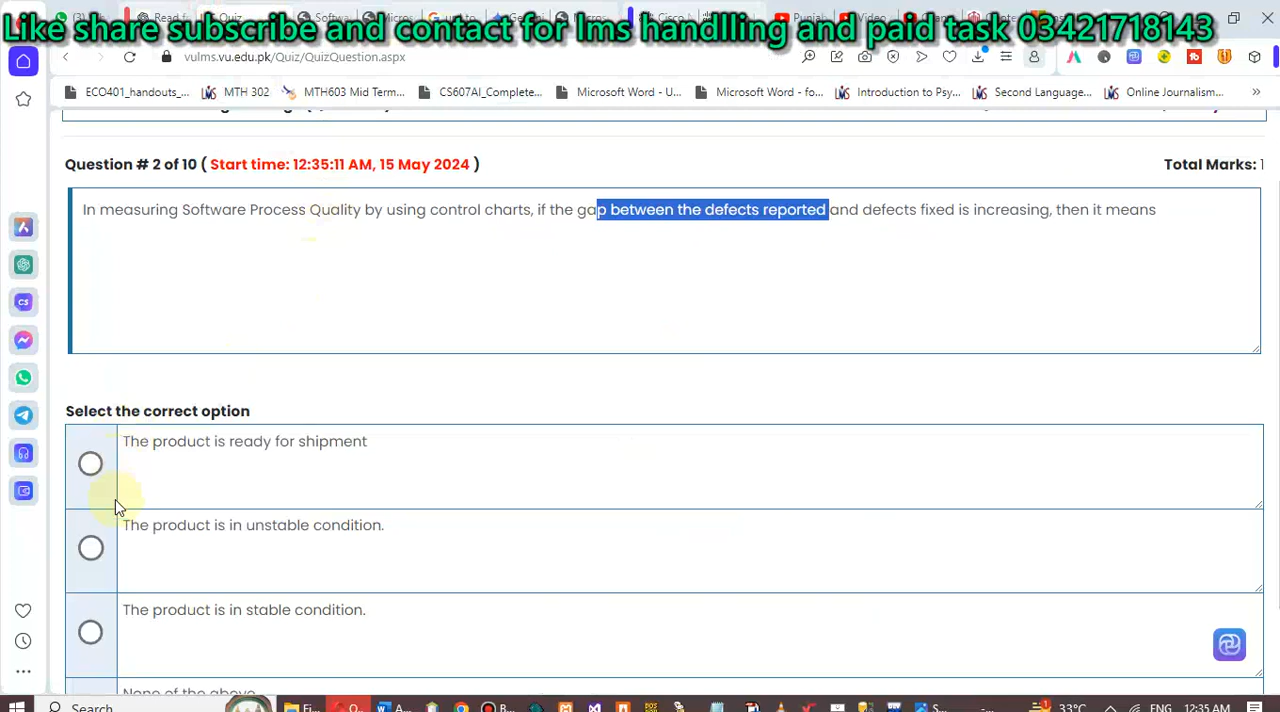 Like share subscribe and contact for lms handlling and paid task 03421718143
vulms.vu.edu.pk/Quiz/QuizQuestion.aspx
ECO401_handouts_... MTH 302 MTH603 Mid Term... CS607AI_Complete... Microsoft Word - U... Microsoft Word - fo... Introduction to Psy... Second Language... Online Journalism... »
Question # 2 of 10 ( Start time: 12:35:11 AM, 15 May 2024 ) Total Marks: 1
In measuring Software Process Quality by using control charts, if the gap between the defects reported and defects fixed is increasing, then it means
Select the correct option
The product is ready for shipment
The product is in unstable condition.
The product is in stable condition.
None of the above
Search 33°C ENG 12:35 AM